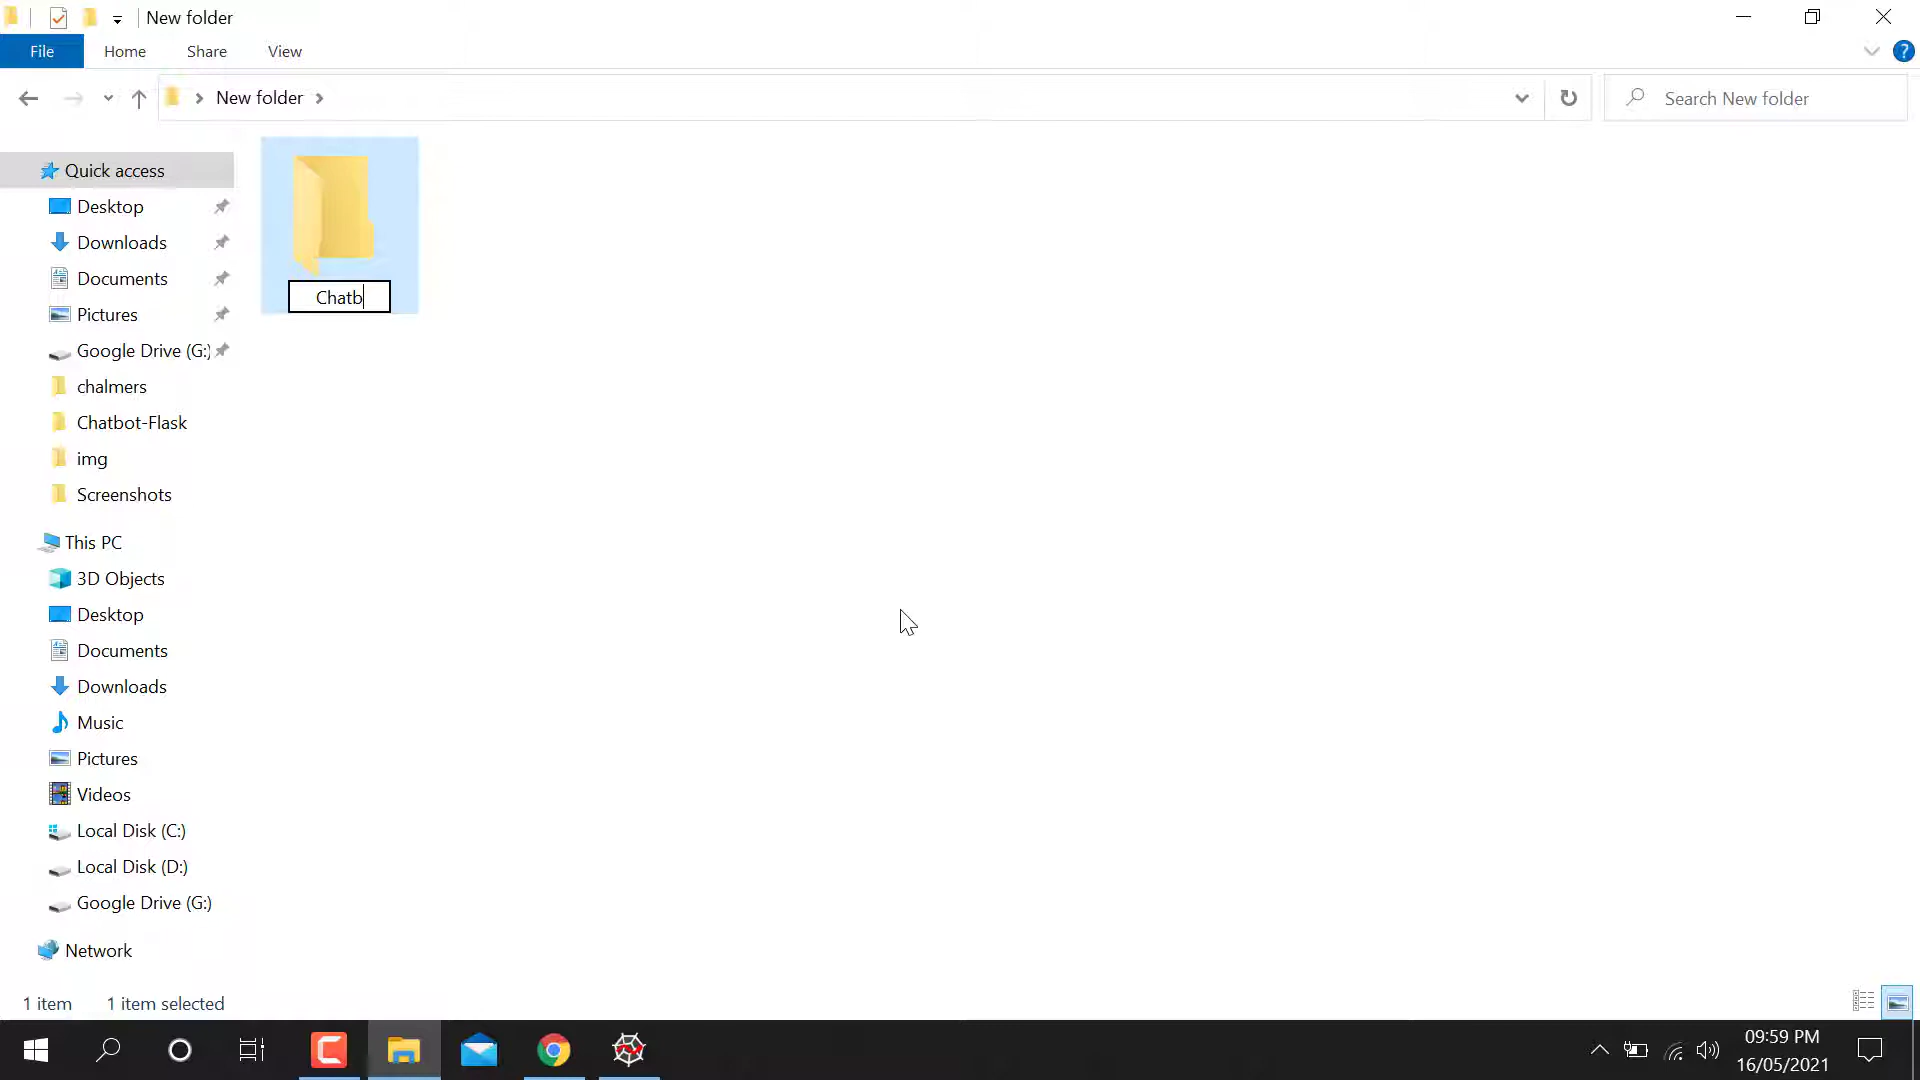 New folder
File Home Share View
?
New folder
Search New folder
Quick access
Desktop
Downloads
Documents
Pictures
Google Drive (G:)
chalmers
Chatbot-Flask
img
Screenshots
This PC
3D Objects
Desktop
Documents
Downloads
Music
Pictures
Videos
Local Disk (C:)
Local Disk (D:)
Google Drive (G:)
Network
Chatb
1 item 1 item selected
09:59 PM
16/05/2021